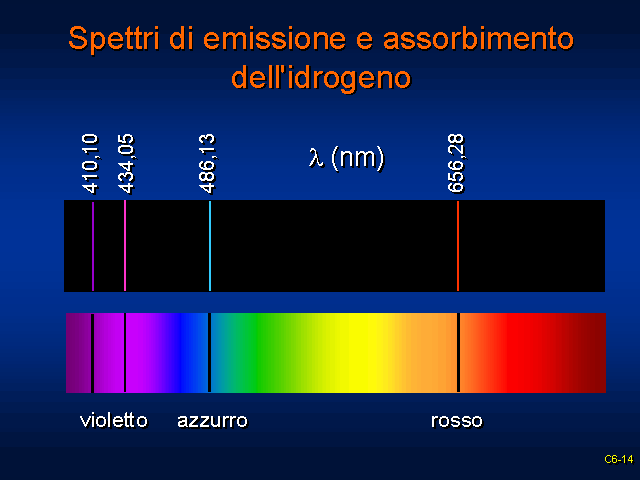 Spettri di emissione e assorbimento
dell'idrogeno
410,10
434,05
486,13
λ (nm)
656,28
violetto
azzurro
rosso
C6-14